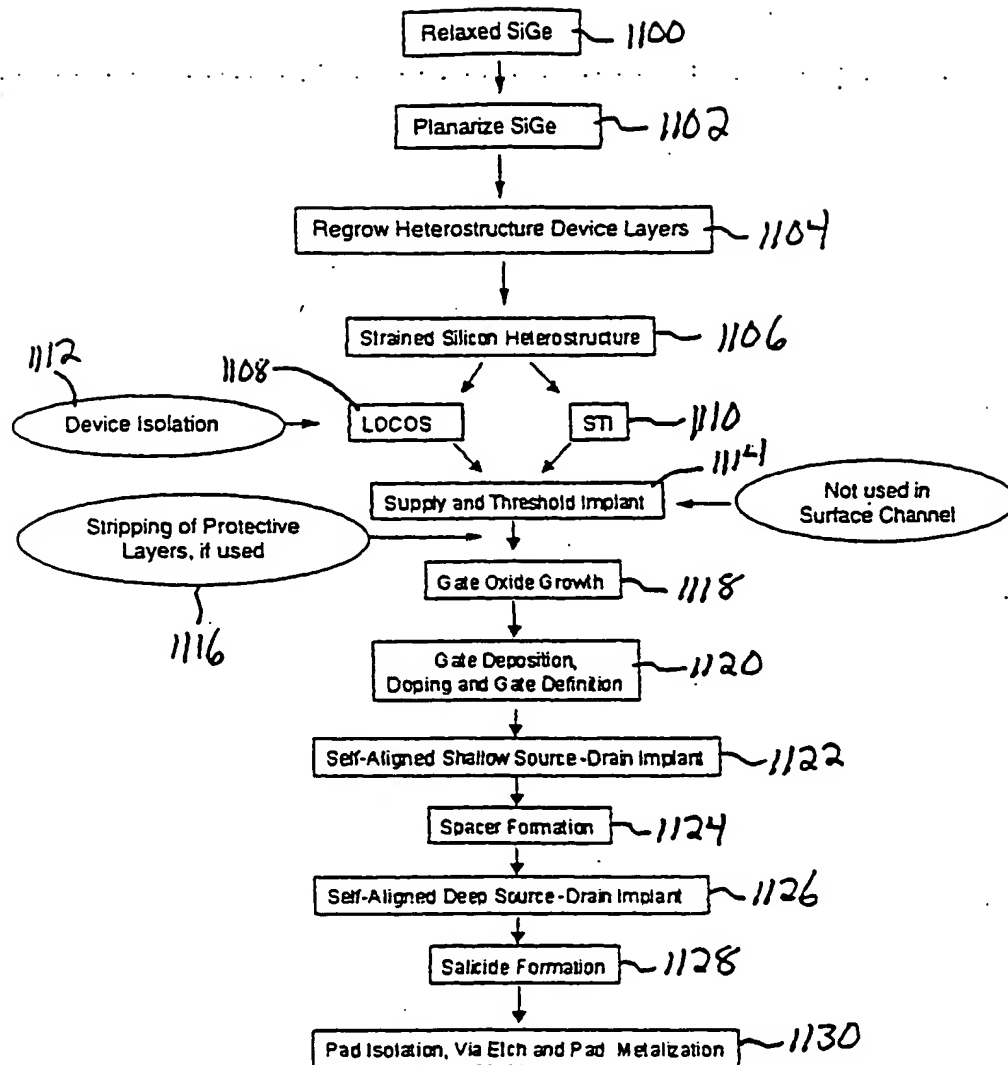 Relaxed SiGe 1100
Planarize SiGe 1102
Regrow Heterostructure Device Layers 1104
Strained Silicon Heterostructure 1106
1112
1108
Device Isolation
LOCOS
STI
1110
1114
Supply and Threshold Implant
Not used in
Surface Channel
Stripping of Protective
Layers, if used
1116
Gate Oxide Growth 1118
Gate Deposition,
Doping and Gate Definition
1120
Self-Aligned Shallow Source-Drain Implant 1122
Spacer Formation 1124
Self-Aligned Deep Source-Drain Implant 1126
Salicide Formation 1128
Pad Isolation, Via Etch and Pad Metalization 1130